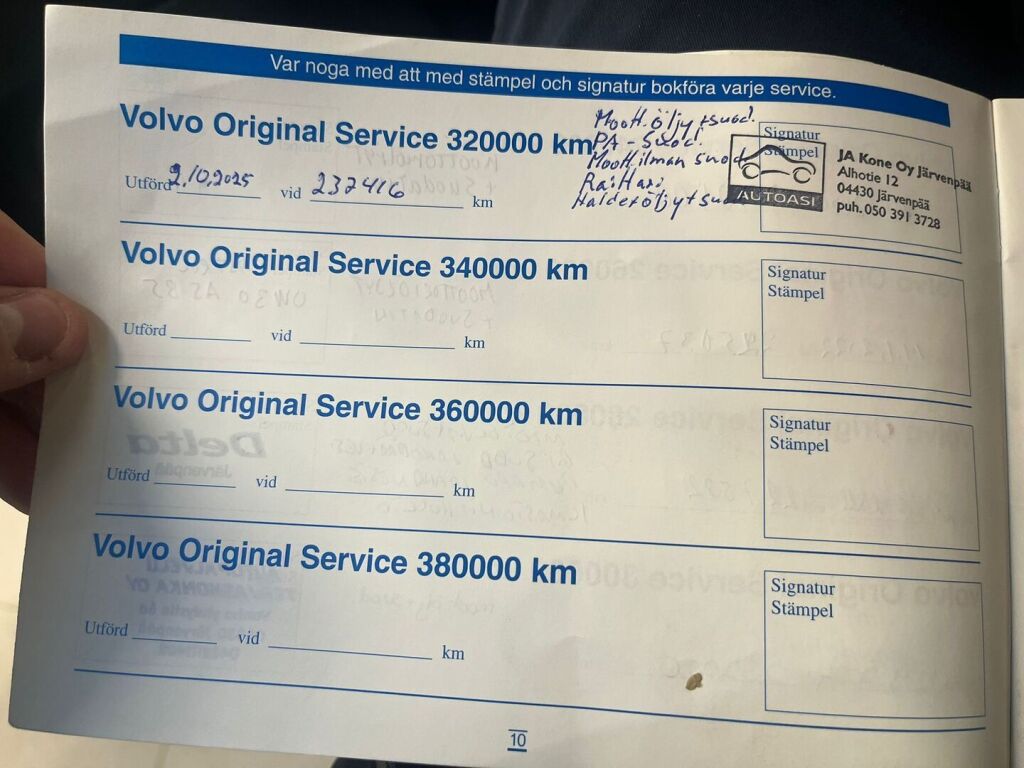 Var noga med att med stämpel och signatur bokföra varje service.
Volvo Original Service 320000 km
Utförd 2.10.2025 vid 232416 km
Moott.öljy+suod.
PA-Suod.
Moott.ilman suod
Rait.Har.
Haldexöljy+suod
Signatur
Stämpel
AUTOASI
JA Kone Oy Järvenpää
Alhotie 12
04430 Järvenpää
puh. 050 391 3728
Volvo Original Service 340000 km
Utförd vid km
Signatur
Stämpel
Volvo Original Service 360000 km
Utförd vid km
Signatur
Stämpel
Volvo Original Service 380000 km
Utförd vid km
Signatur
Stämpel
10